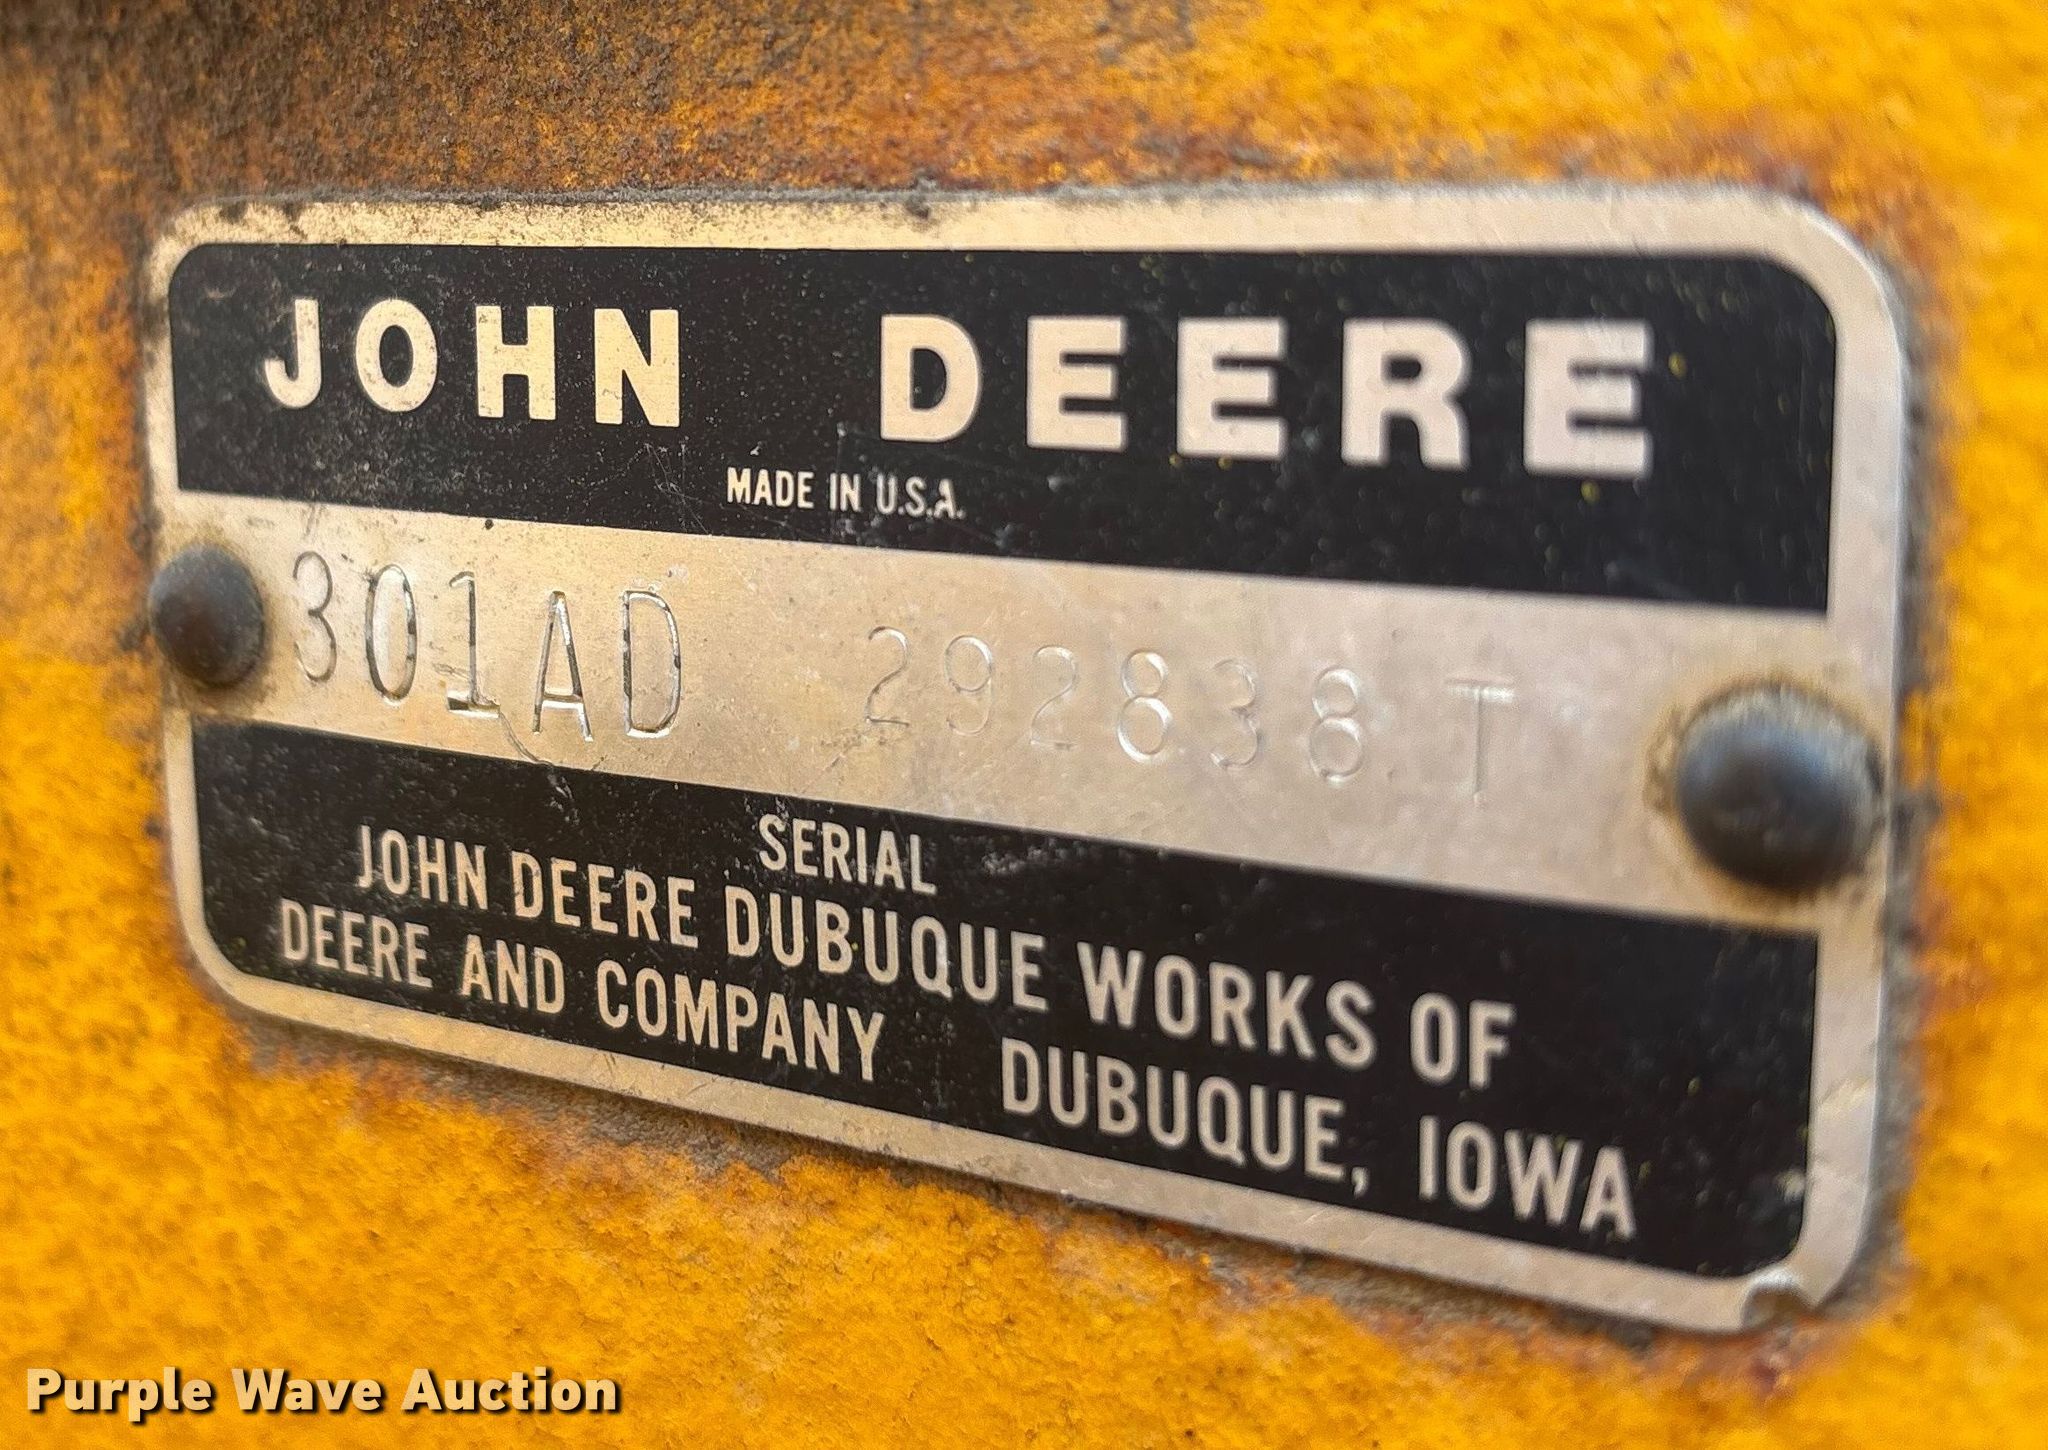 JOHN DEERE
MADE IN U.S.A.
301AD 292838T
SERIAL
JOHN DEERE DUBUQUE WORKS OF
DEERE AND COMPANY DUBUQUE, IOWA
Purple Wave Auction